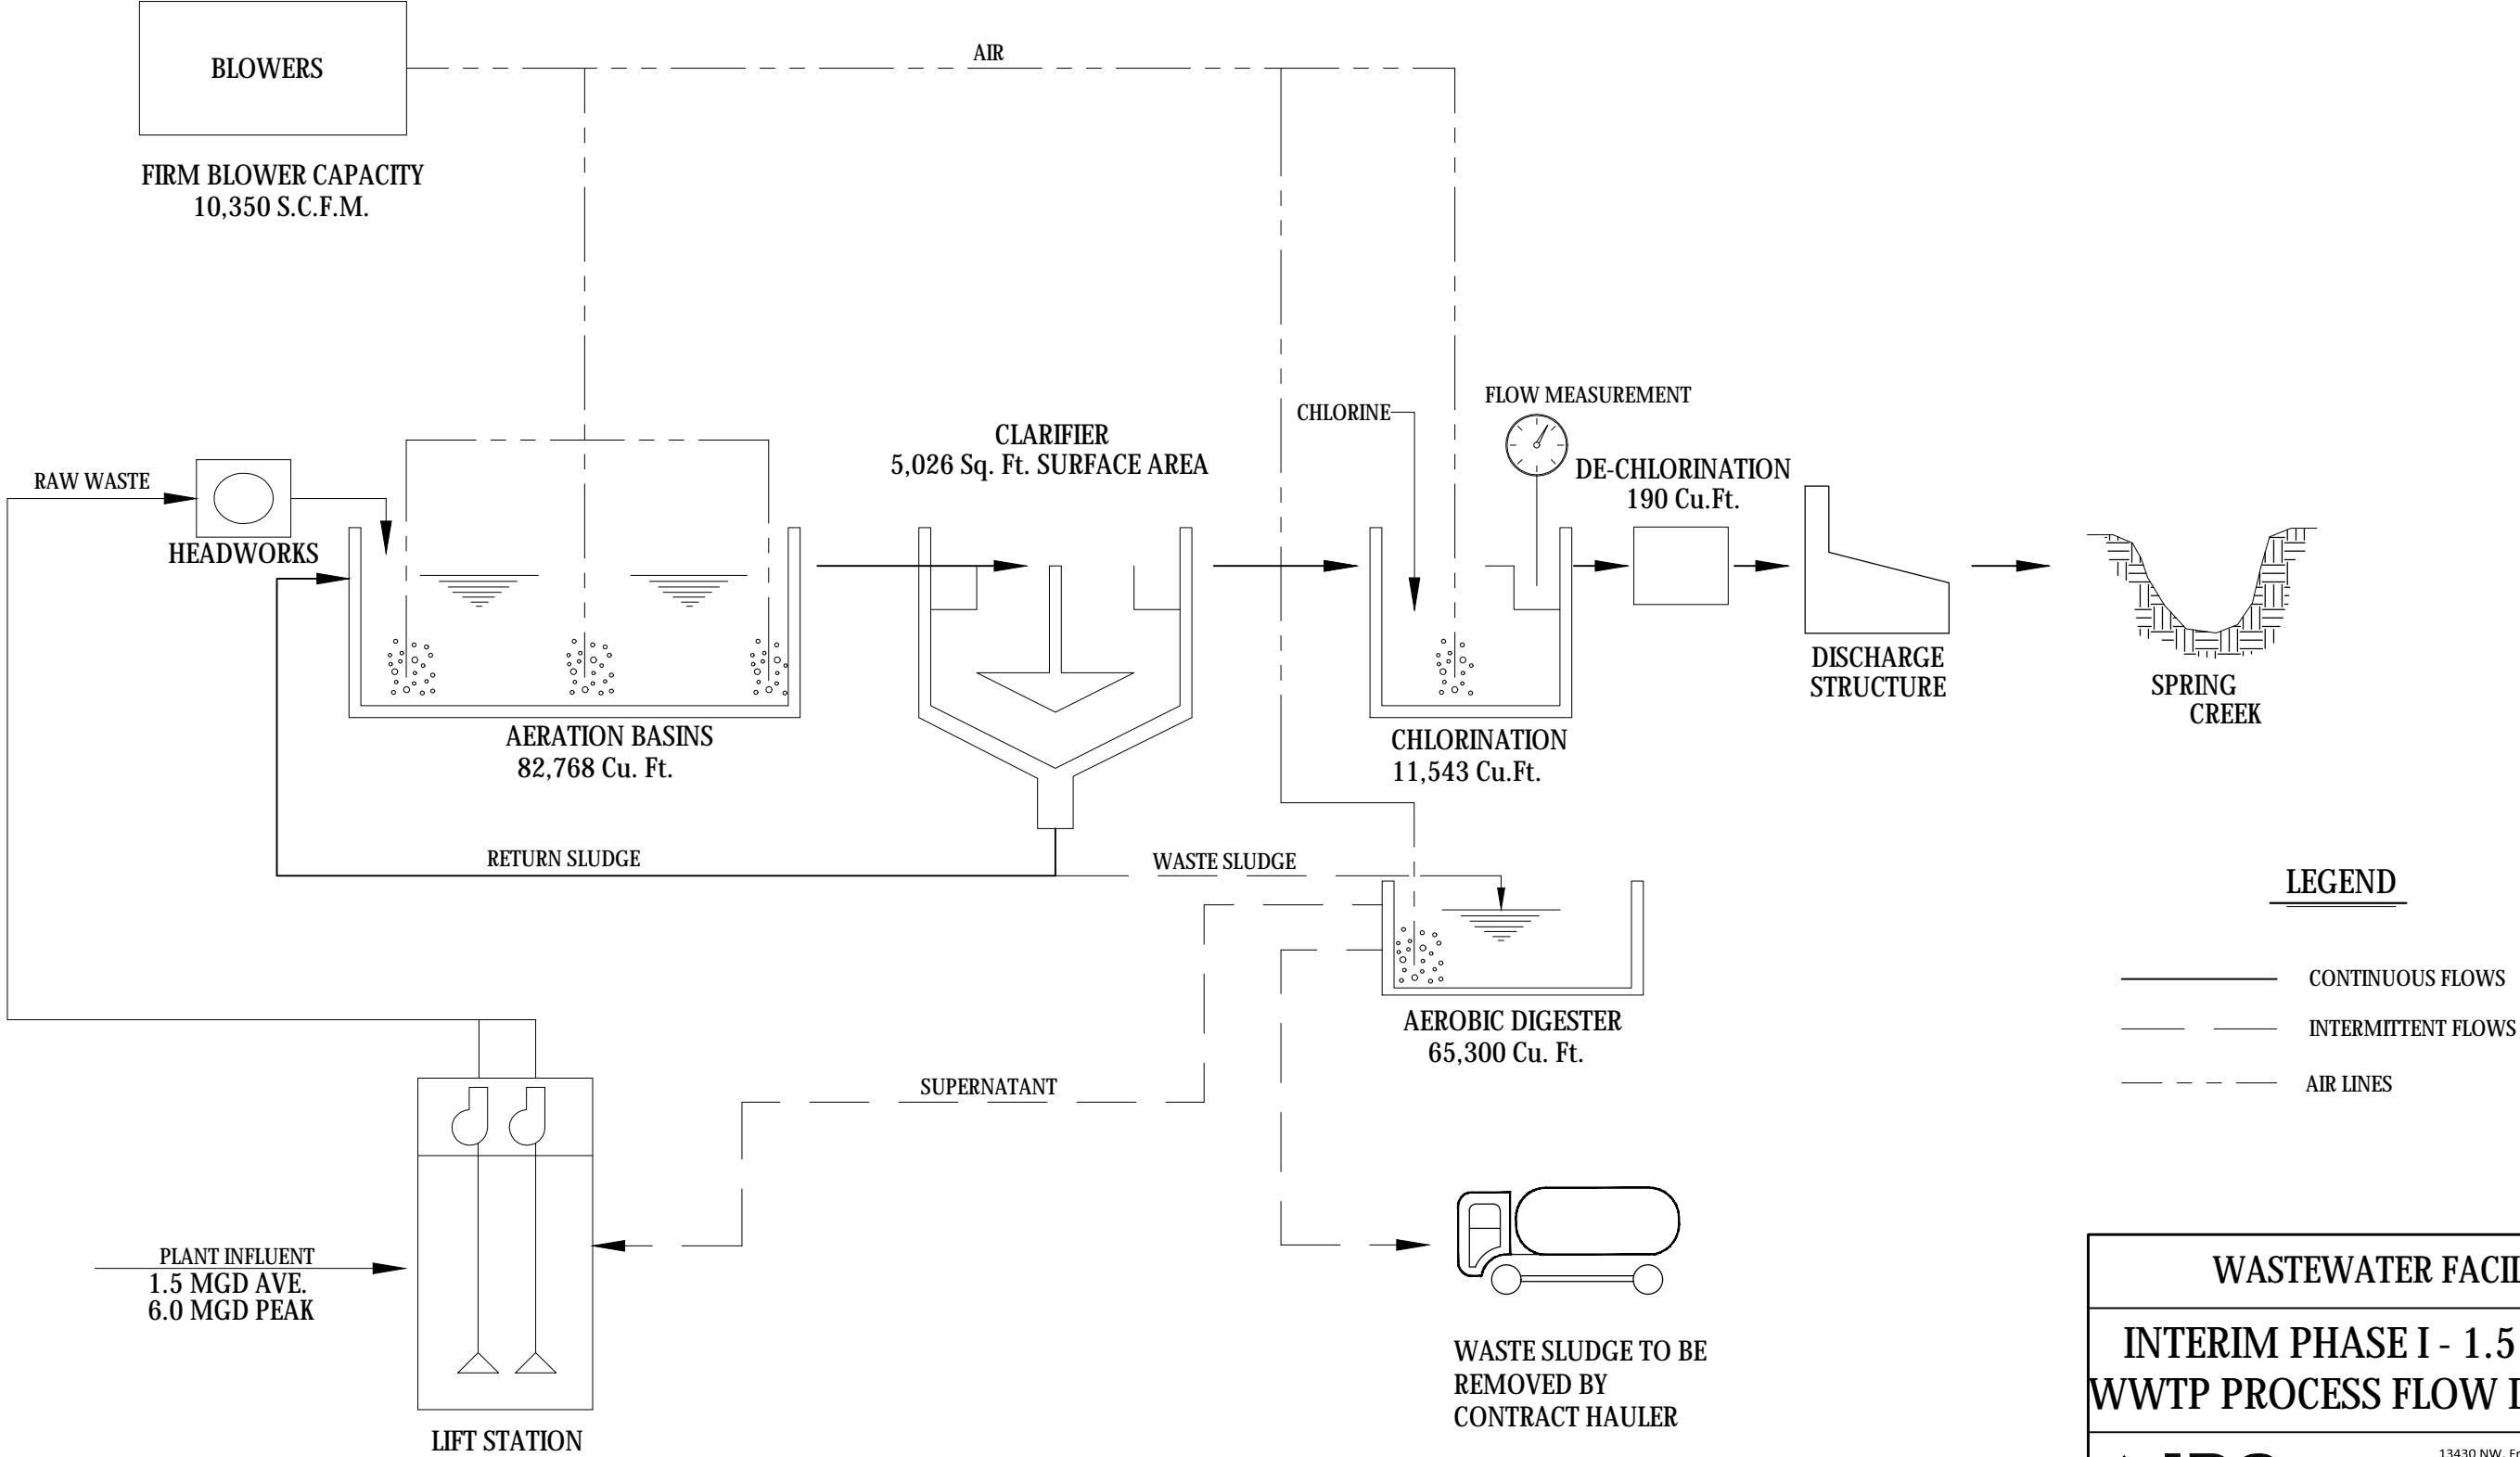 BLOWERS
AIR
FIRM BLOWER CAPACITY
10,350 S.C.F.M.
FLOW MEASUREMENT
CHLORINE
CLARIFIER
5,026 Sq. Ft. SURFACE AREA
DE-CHLORINATION
190 Cu.Ft.
RAW WASTE
HEADWORKS
DISCHARGE
STRUCTURE
SPRING
CREEK
AERATION BASINS
82,768 Cu. Ft.
CHLORINATION
11,543 Cu.Ft.
RETURN SLUDGE
WASTE SLUDGE
LEGEND
CONTINUOUS FLOWS
INTERMITTENT FLOWS
AIR LINES
AEROBIC DIGESTER
65,300 Cu. Ft.
SUPERNATANT
PLANT INFLUENT
1.5 MGD AVE.
6.0 MGD PEAK
LIFT STATION
WASTE SLUDGE TO BE
REMOVED BY
CONTRACT HAULER
WASTEWATER FACIL
INTERIM PHASE I - 1.5
WWTP PROCESS FLOW
13430 NW. Fr